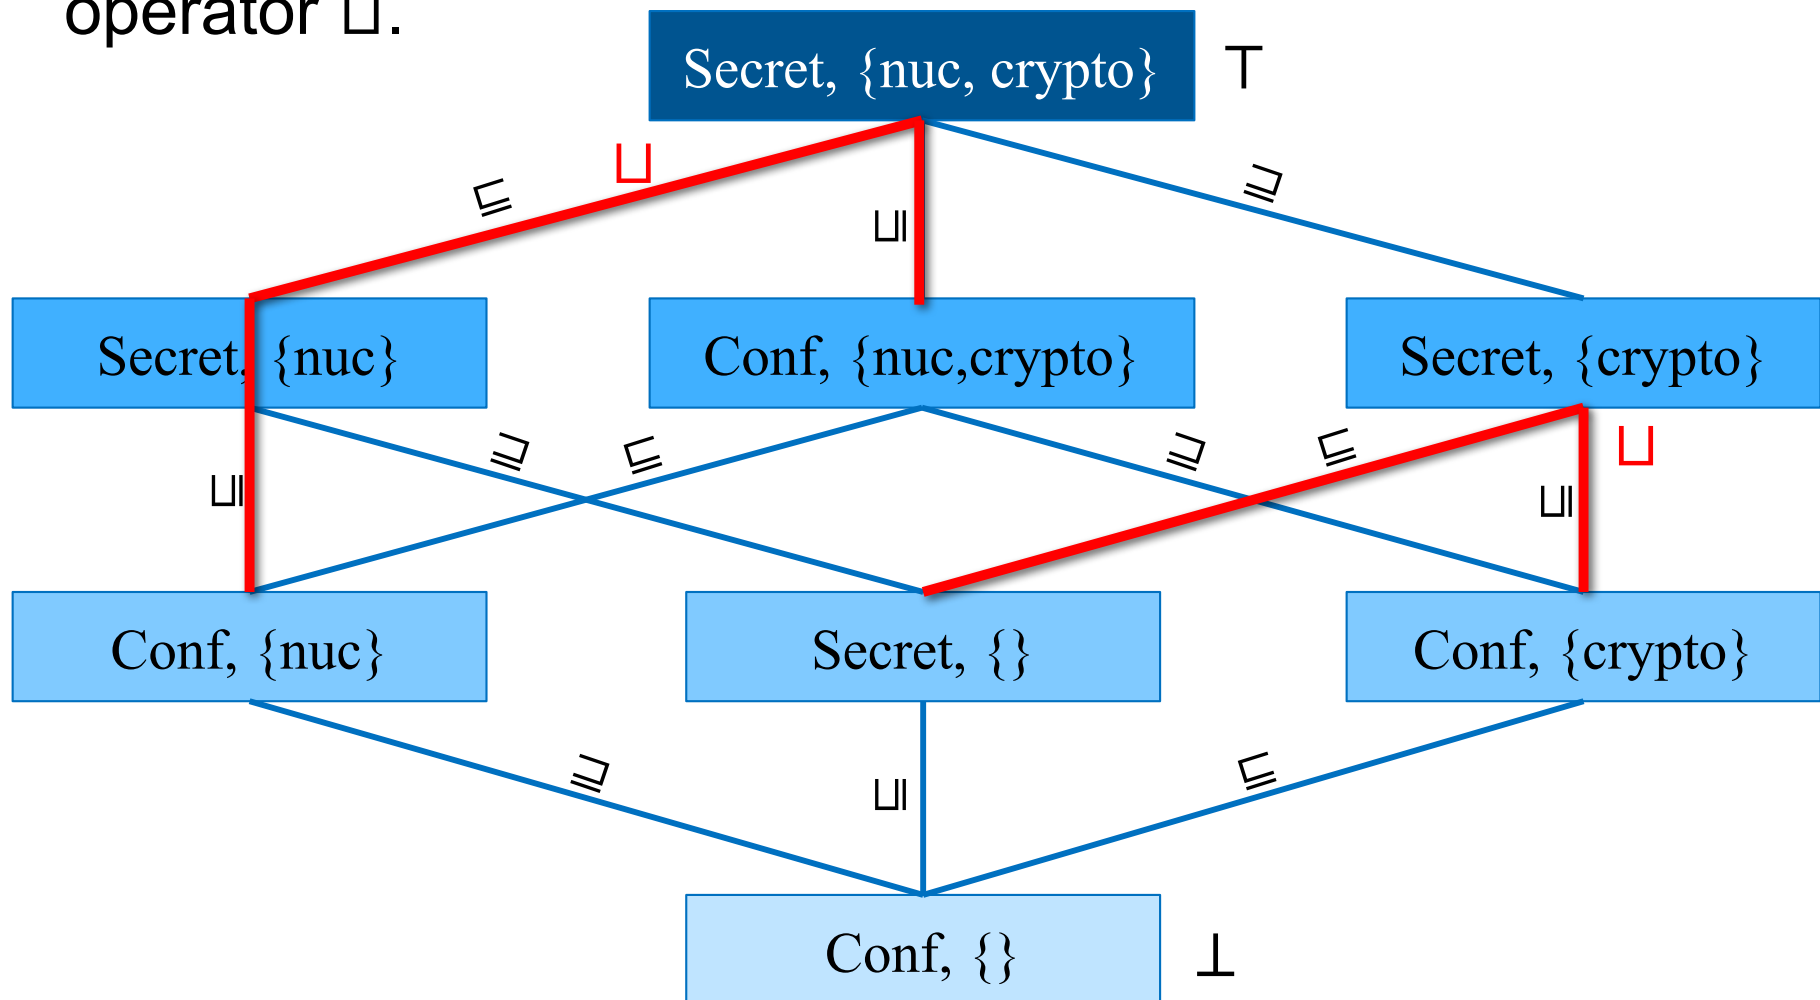 operator ⊔.
Secret, {nuc, crypto} ⊤
⊔
⊑ ⊑ ⊒
Secret, {nuc} Conf, {nuc,crypto} Secret, {crypto}
⊒ ⊑ ⊒ ⊑ ⊔
⊑ ⊑
Conf, {nuc} Secret, {} Conf, {crypto}
⊒ ⊑ ⊑
Conf, {} ⊥